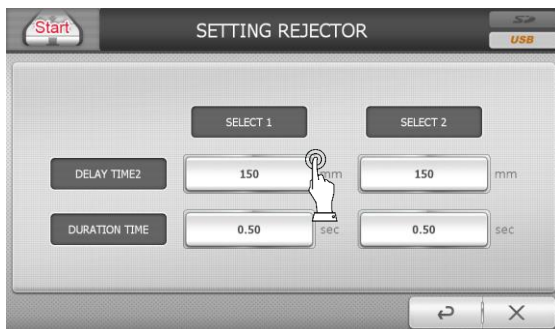 Start
SETTING REJECTOR
SD
USB
SELECT 1
SELECT 2
DELAY TIME2
150
mm
150
mm
DURATION TIME
0.50
sec
0.50
sec